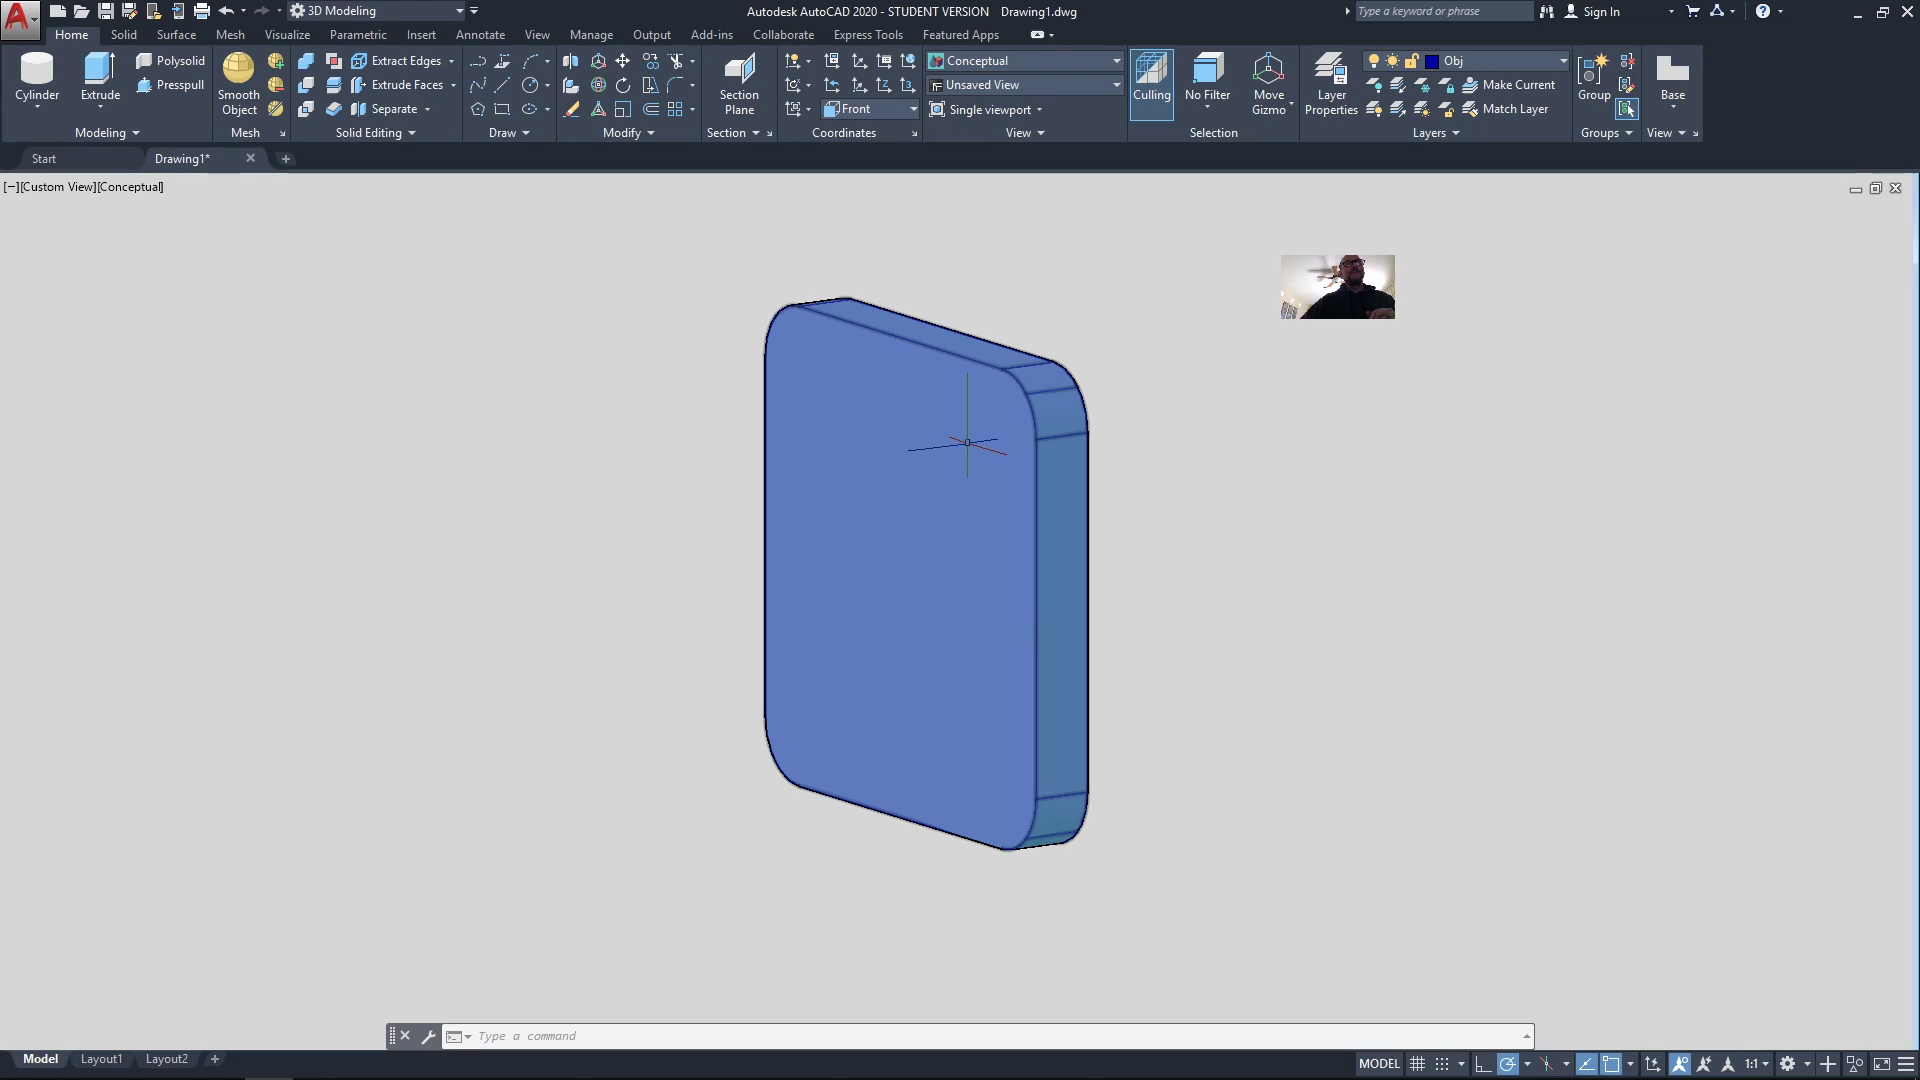 3D Modeling
Autodesk AutoCAD 2020 - STUDENT VERSION Drawing1.dwg
Type a keyword or phrase
Sign In
Home Solid Surface Mesh Visualize Parametric Insert Annotate View Manage Output Add-ins Collaborate Express Tools Featured Apps
Cylinder
Extrude
Polysolid
Presspull
Modeling
Smooth
Object
Mesh
Extract Edges
Extrude Faces
Separate
Solid Editing
Draw
Modify
Section
Plane
Section
Front
Coordinates
Conceptual
Unsaved View
Single viewport
View
Culling
No Filter
Move
Gizmo
Selection
Layer
Properties
Obj
Make Current
Match Layer
Layers
Group
Groups
Base
View
Start
Drawing1*
[−][Custom View][Conceptual]
Type a command
Model Layout1 Layout2
MODEL
1:1